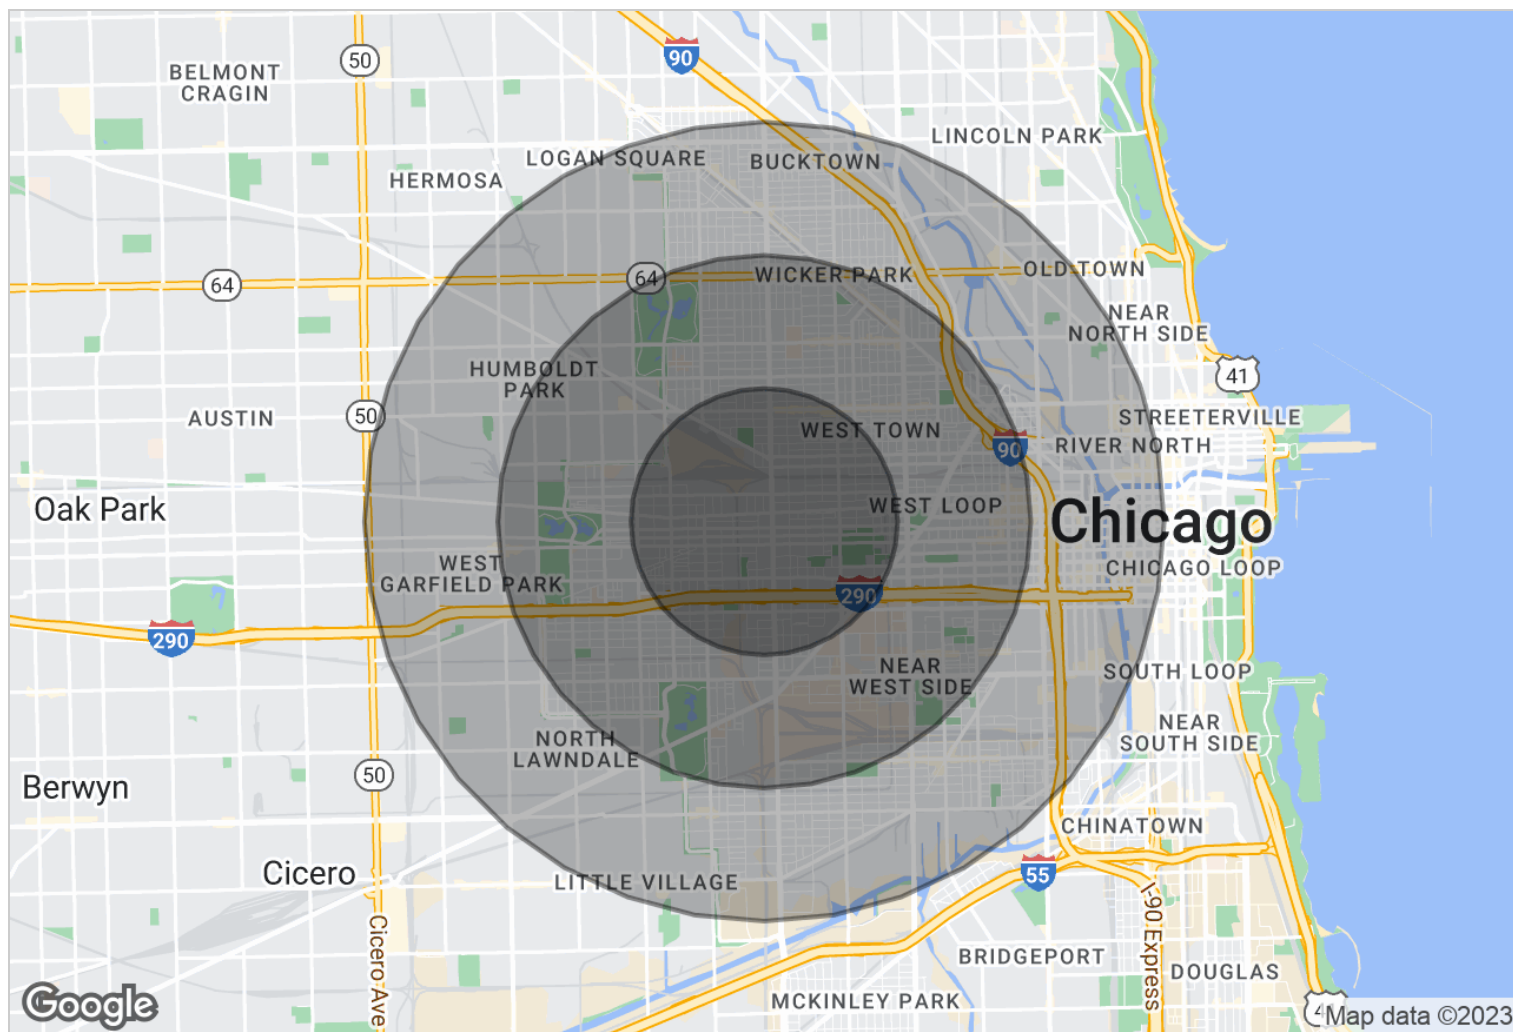 90
50
BELMONT
CRAGIN
LINCOLN PARK
LOGAN SQUARE
BUCKTOWN
HERMOSA
64
64
WICKER PARK
OLD TOWN
NEAR
NORTH SIDE
HUMBOLDT
PARK
41
AUSTIN
50
WEST TOWN
STREETERVILLE
90
RIVER NORTH
Oak Park
WEST LOOP
Chicago
WEST
GARFIELD PARK
CHICAGO LOOP
290
290
NEAR
WEST SIDE
SOUTH LOOP
NEAR
SOUTH SIDE
NORTH
LAWNDALE
50
Berwyn
CHINATOWN
Cicero
LITTLE VILLAGE
55
I-90 Express
Cicero Ave
BRIDGEPORT
DOUGLAS
Google
MCKINLEY PARK
Map data ©2023